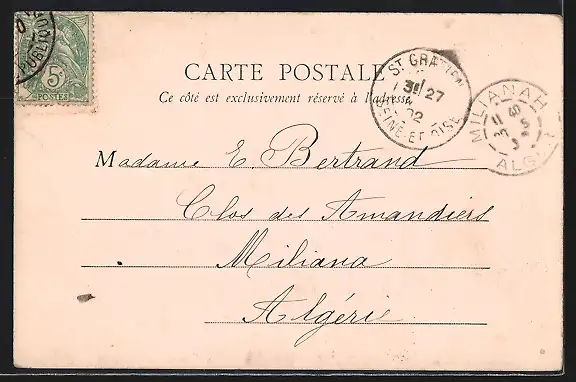 PUBLIQUE
5c
POSTES
CARTE POSTALE
Ce côté est exclusivement réservé à l'adresse
ST GRATIEN
27
02
SEINE-ET-OISE
MILIANAH
ALG
Madame E. Bertrand
Clos des Amandiers
Miliana
Algérie